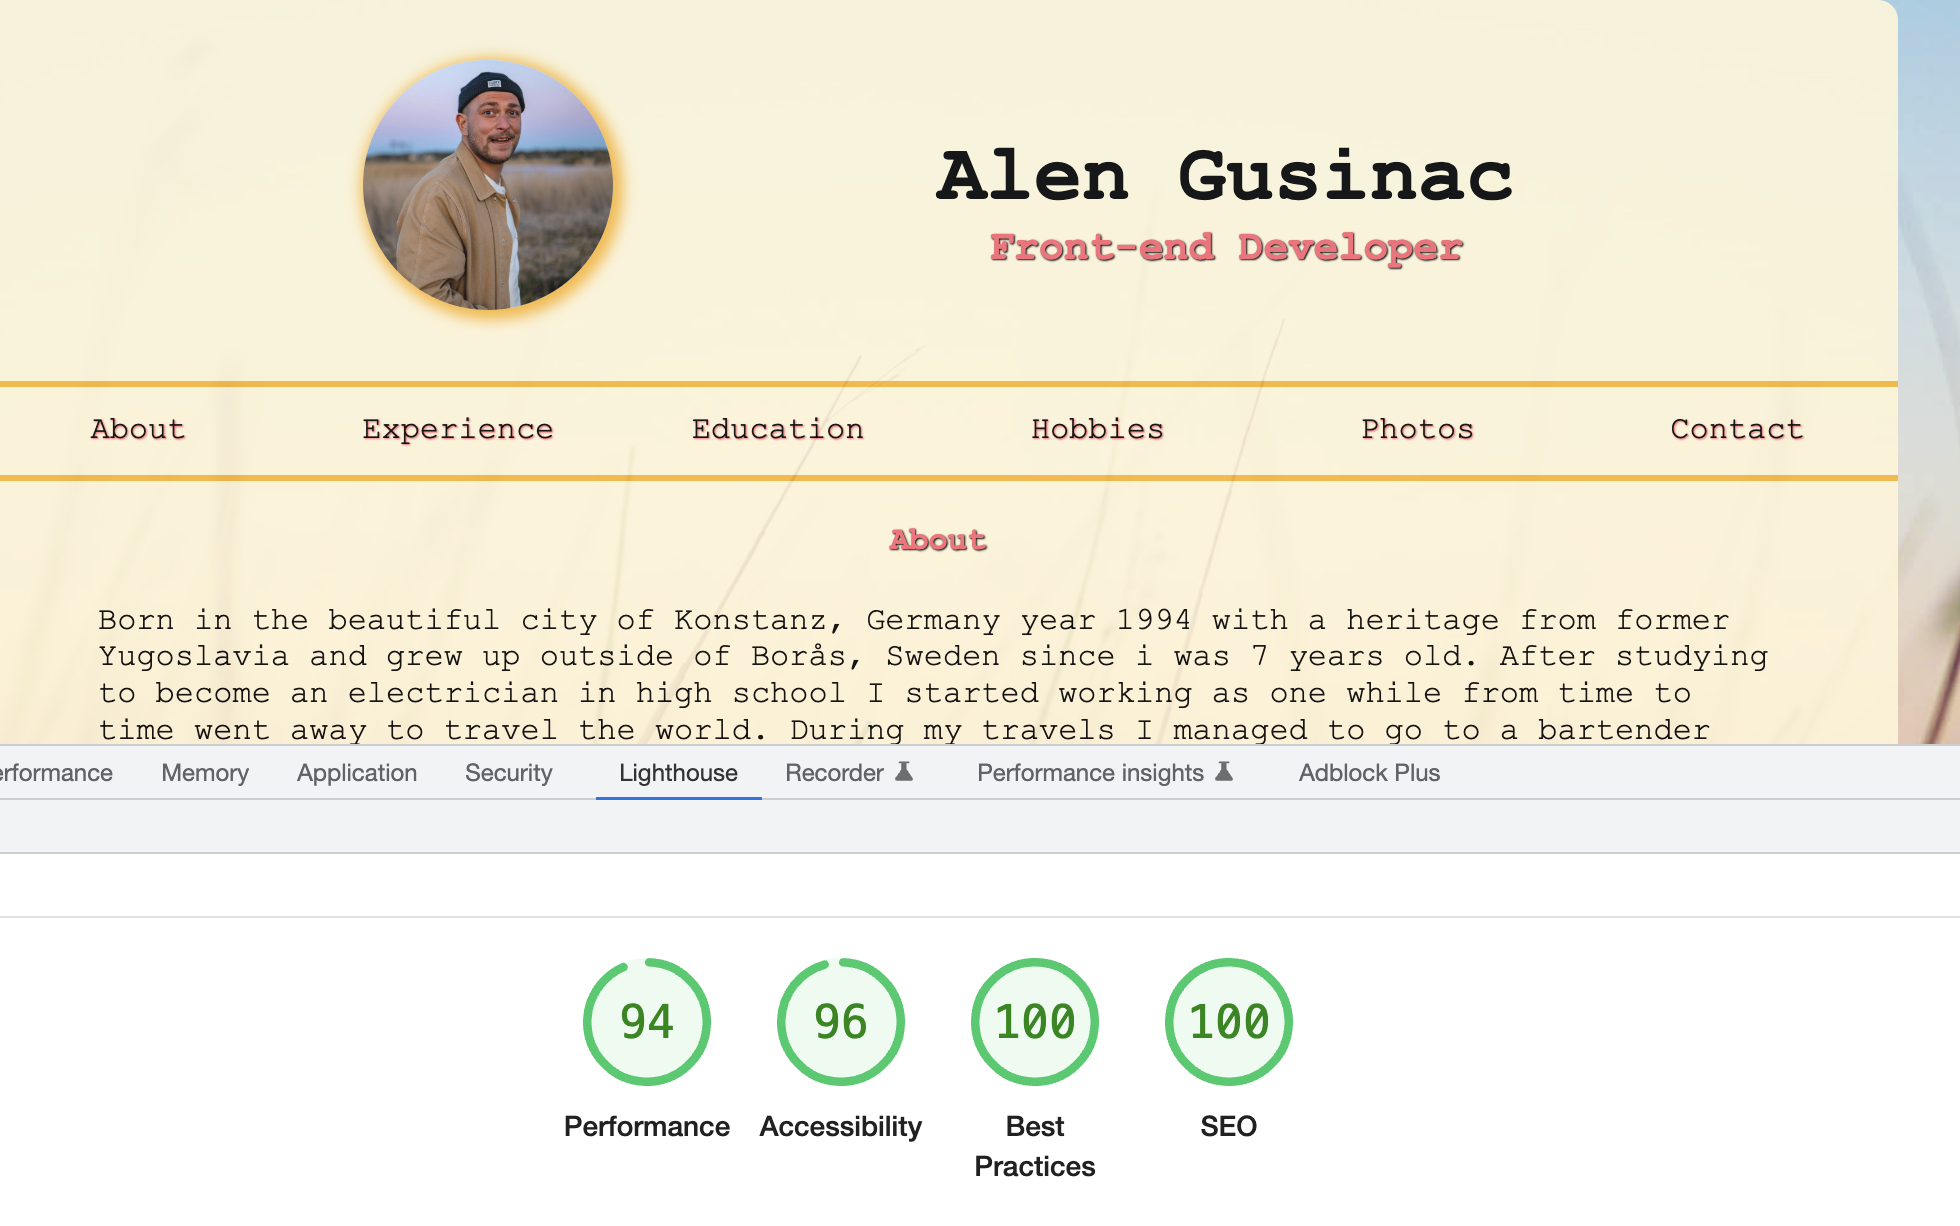 Alen Gusinac
Front-end Developer
About Experience Education Hobbies Photos Contact
About
Born in the beautiful city of Konstanz, Germany year 1994 with a heritage from former
Yugoslavia and grew up outside of Borås, Sweden since i was 7 years old. After studying
to become an electrician in high school I started working as one while from time to
time went away to travel the world. During my travels I managed to go to a bartender
erformance Memory Application Security Lighthouse Recorder Performance insights Adblock Plus
94 96 100 100
Performance Accessibility Best SEO
Practices